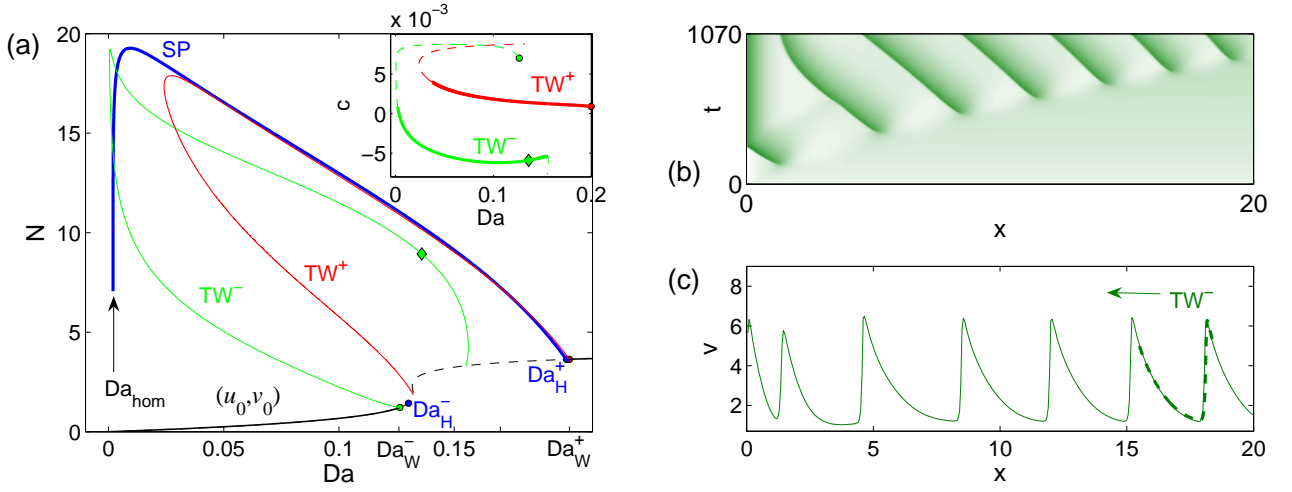 (a)
20
15
10
5
0
N
0
0.05
0.1
0.15
Da
SP
TW⁺
TW⁻
Da_hom
(u₀,v₀)
Da_H⁻
Da_H⁺
Da_W⁻
Da_W⁺
x 10⁻³
5
0
−5
c
0
0.1
0.2
Da
TW⁺
TW⁻
1070
t
0
(b)
0
20
x
(c)
8
6
4
2
v
TW⁻
0
5
10
15
20
x